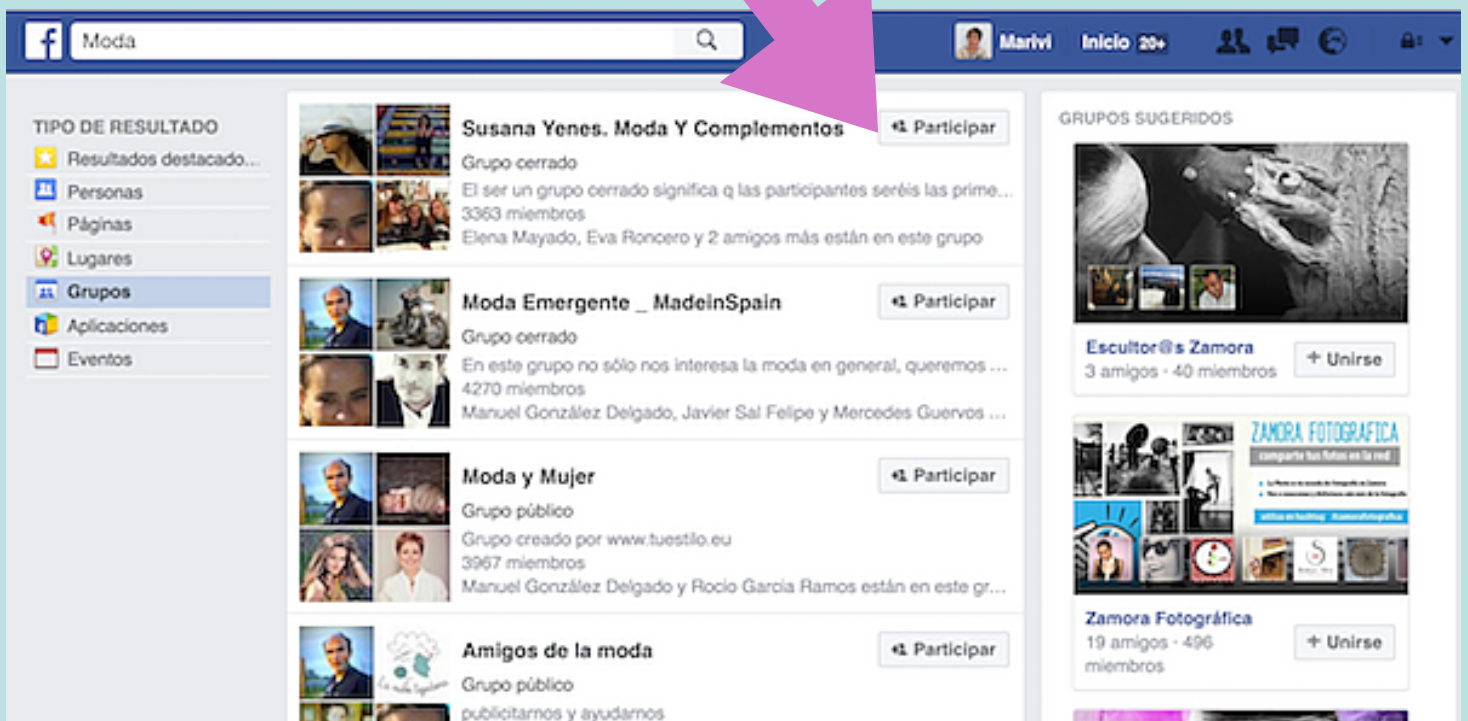 f
Moda
Marivi
Inicio 20+
TIPO DE RESULTADO
Resultados destacado...
Personas
Páginas
Lugares
Grupos
Aplicaciones
Eventos
Susana Yenes. Moda Y Complementos
Participar
Grupo cerrado
El ser un grupo cerrado significa q las participantes seréis las prime...
3363 miembros
Elena Mayado, Eva Roncero y 2 amigos más están en este grupo
Moda Emergente _ MadeinSpain
Participar
Grupo cerrado
En este grupo no sólo nos interesa la moda en general, queremos ...
4270 miembros
Manuel González Delgado, Javier Sal Felipe y Mercedes Guervos ...
Moda y Mujer
Participar
Grupo público
Grupo creado por www.tuestilo.eu
3967 miembros
Manuel González Delgado y Rocio Garcia Ramos están en este gr...
Amigos de la moda
Participar
Grupo público
publicitarnos y ayudarnos
GRUPOS SUGERIDOS
Escultor@s Zamora
3 amigos · 40 miembros
+ Unirse
ZAMORA FOTOGRAFICA
comparte tus fotos en la red
Zamora Fotográfica
19 amigos · 496
miembros
+ Unirse